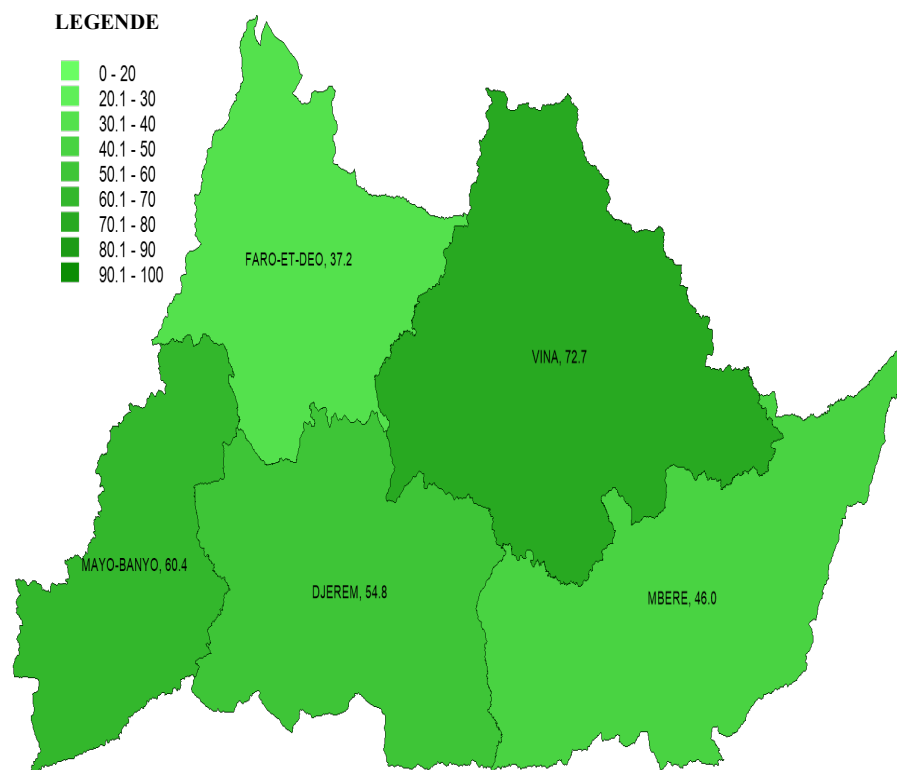 LEGENDE
0 - 20
20.1 - 30
30.1 - 40
40.1 - 50
50.1 - 60
60.1 - 70
70.1 - 80
80.1 - 90
90.1 - 100
FARO-ET-DEO, 37.2
VINA, 72.7
MAYO-BANYO, 60.4
DJEREM, 54.8
MBERE, 46.0